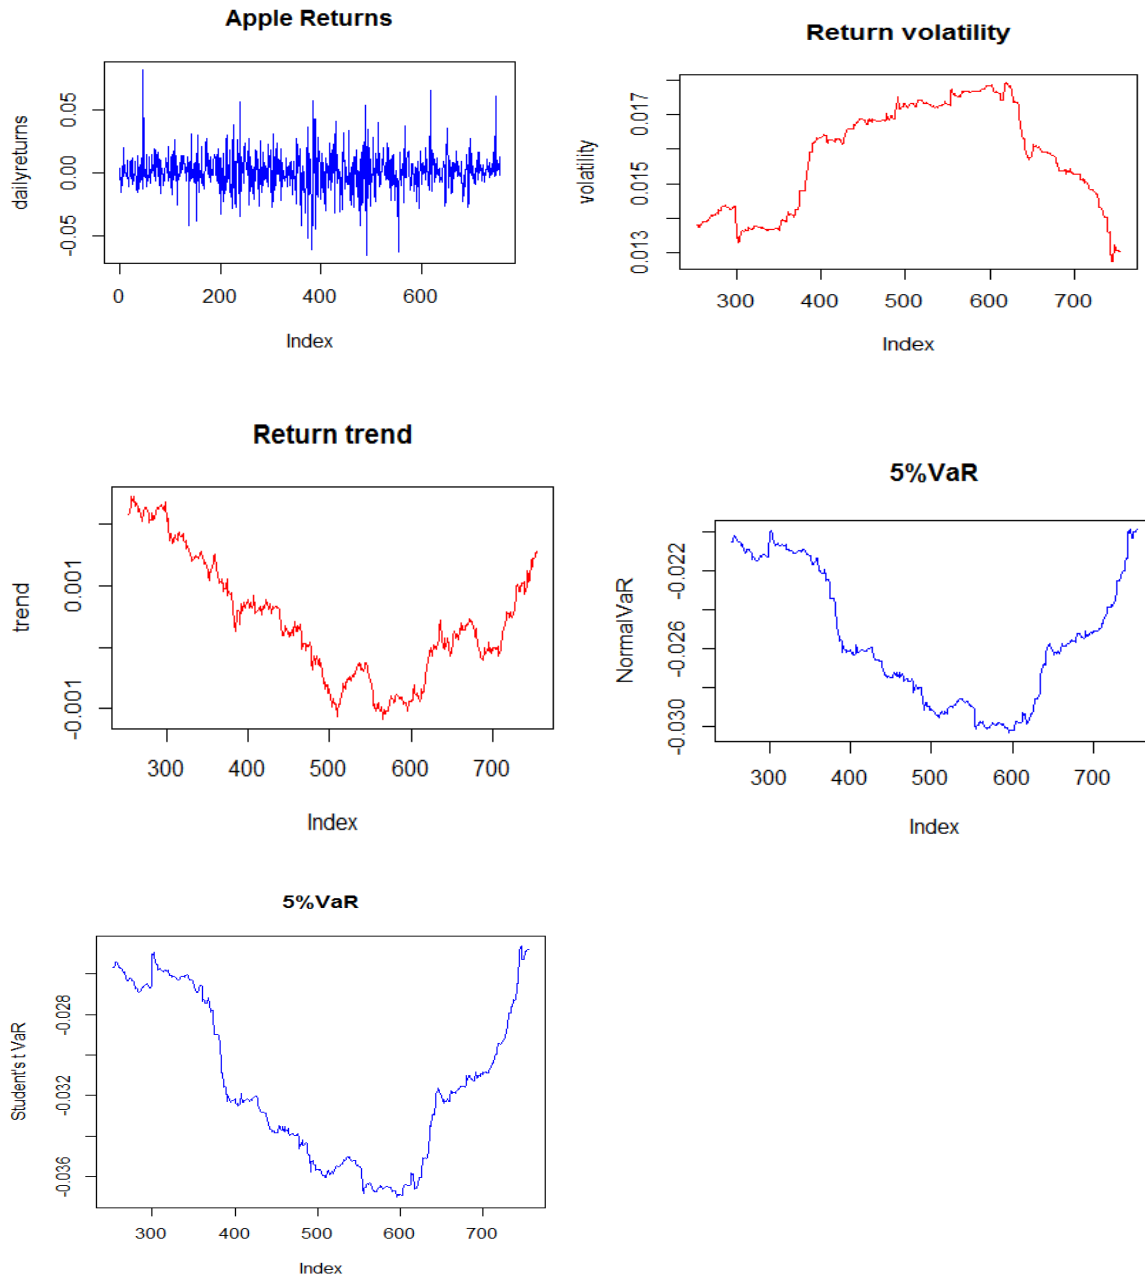 Apple Returns
dailyreturns
0.05
0.00
-0.05
0 200 400 600
Index
Return volatility
volatility
0.017
0.015
0.013
300 400 500 600 700
Index
Return trend
trend
0.001
-0.001
300 400 500 600 700
Index
5%VaR
NormalVaR
-0.022
-0.026
-0.030
300 400 500 600 700
Index
5%VaR
Student's t VaR
-0.028
-0.032
-0.036
300 400 500 600 700
Index